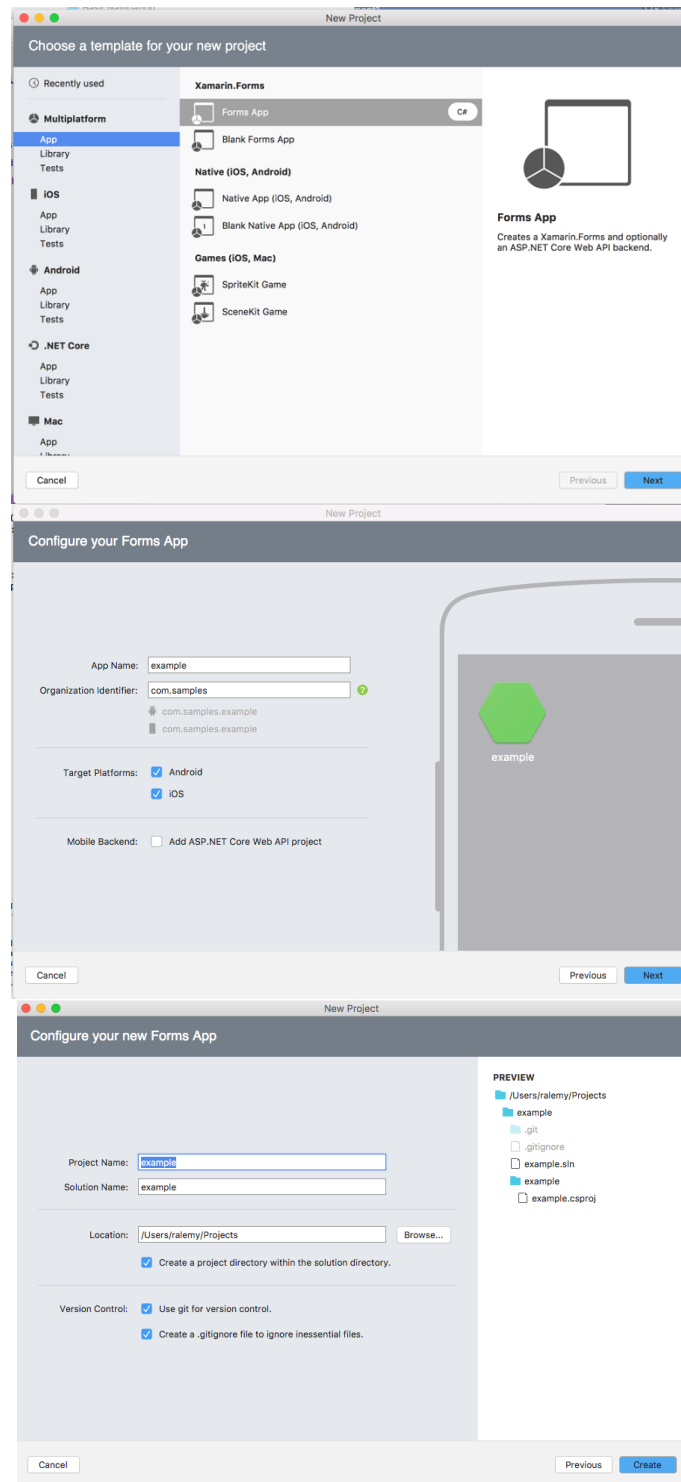 New Project
Choose a template for your new project
Recently used
Multiplatform
App
Library
Tests
iOS
App
Library
Tests
Android
App
Library
Tests
.NET Core
App
Library
Tests
Mac
App
Xamarin.Forms
Forms App
C#
Blank Forms App
Native (iOS, Android)
Native App (iOS, Android)
1 Blank Native App (iOS, Android)
Games (iOS, Mac)
SpriteKit Game
SceneKit Game
Forms App
Creates a Xamarin.Forms and optionally
an ASP.NET Core Web API backend.
Cancel
Previous
Next
New Project
Configure your Forms App
App Name: example
Organization Identifier: com.samples ?
com.samples.example
com.samples.example
Target Platforms: Android
iOS
Mobile Backend: Add ASP.NET Core Web API project
example
Cancel
Previous
Next
New Project
Configure your new Forms App
Project Name: example
Solution Name: example
Location: /Users/ralemy/Projects Browse...
Create a project directory within the solution directory.
Version Control: Use git for version control.
Create a .gitignore file to ignore inessential files.
PREVIEW
/Users/ralemy/Projects
example
.git
.gitignore
example.sln
example
example.csproj
Cancel
Previous
Create